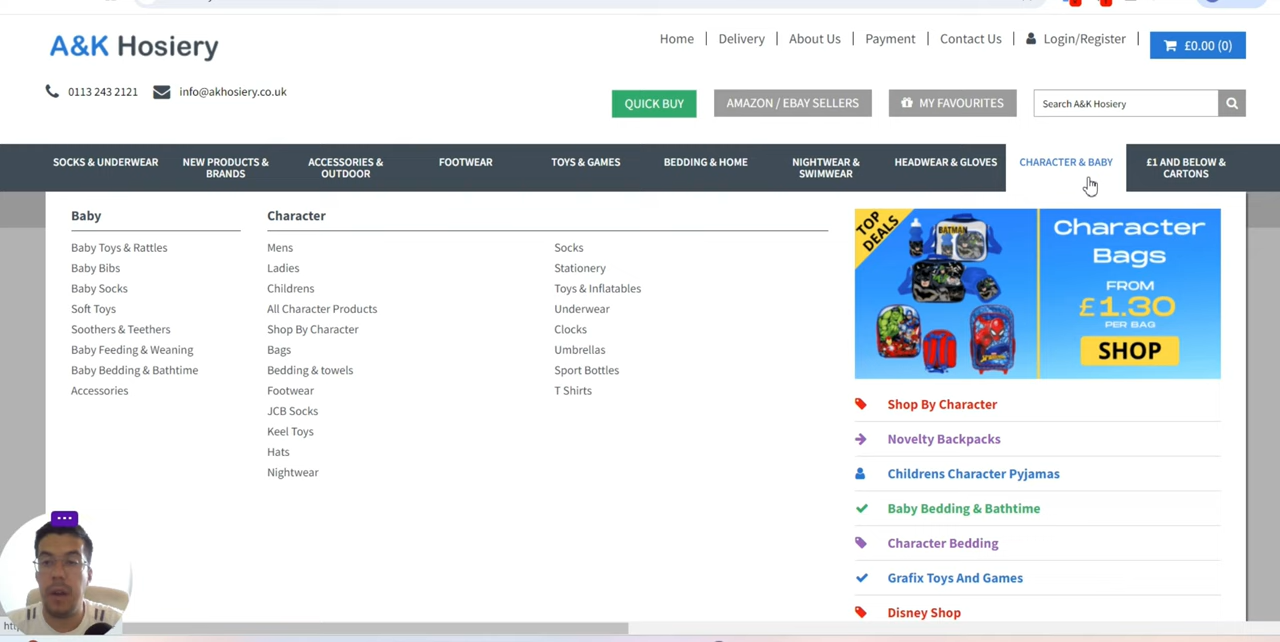 A&K Hosiery
Home
Delivery
About Us
Payment
Contact Us
Login/Register
£0.00 (0)
0113 243 2121
info@akhosiery.co.uk
QUICK BUY
AMAZON / EBAY SELLERS
MY FAVOURITES
Search A&K Hosiery
SOCKS & UNDERWEAR
NEW PRODUCTS &
BRANDS
ACCESSORIES &
OUTDOOR
FOOTWEAR
TOYS & GAMES
BEDDING & HOME
NIGHTWEAR &
SWIMWEAR
HEADWEAR & GLOVES
CHARACTER & BABY
£1 AND BELOW &
CARTONS
Baby
Baby Toys & Rattles
Baby Bibs
Baby Socks
Soft Toys
Soothers & Teethers
Baby Feeding & Weaning
Baby Bedding & Bathtime
Accessories
Character
Mens
Ladies
Childrens
All Character Products
Shop By Character
Bags
Bedding & towels
Footwear
JCB Socks
Keel Toys
Hats
Nightwear
Socks
Stationery
Toys & Inflatables
Underwear
Clocks
Umbrellas
Sport Bottles
T Shirts
TOP
DEALS
BATMAN
Character
Bags
FROM
£1.30
PER BAG
SHOP
Shop By Character
Novelty Backpacks
Childrens Character Pyjamas
Baby Bedding & Bathtime
Character Bedding
Grafix Toys And Games
Disney Shop